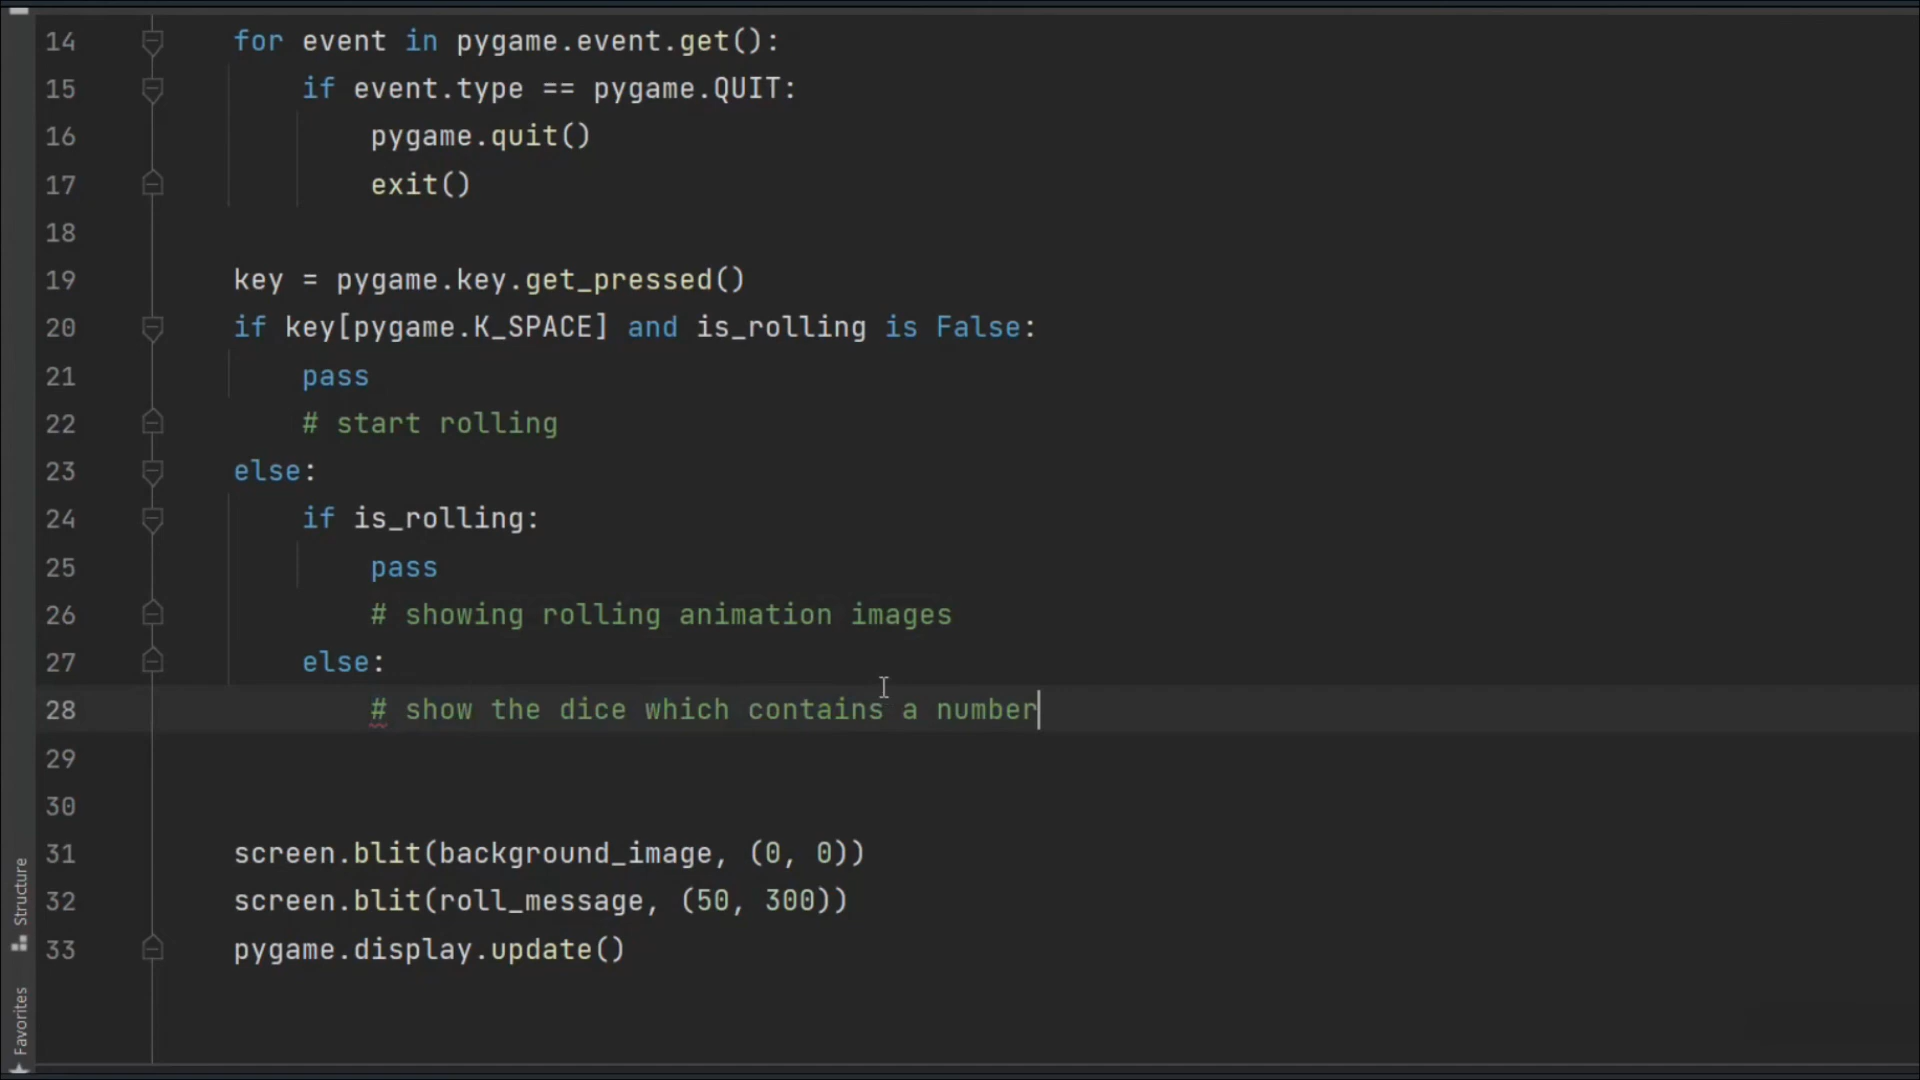 14 for event in pygame.event.get():
15 if event.type == pygame.QUIT:
16 pygame.quit()
17 exit()
18
19 key = pygame.key.get_pressed()
20 if key[pygame.K_SPACE] and is_rolling is False:
21 pass
22 # start rolling
23 else:
24 if is_rolling:
25 pass
26 # showing rolling animation images
27 else:
28 # show the dice which contains a number
29
30
31 screen.blit(background_image, (0, 0))
32 screen.blit(roll_message, (50, 300))
33 pygame.display.update()
Structure
Favorites